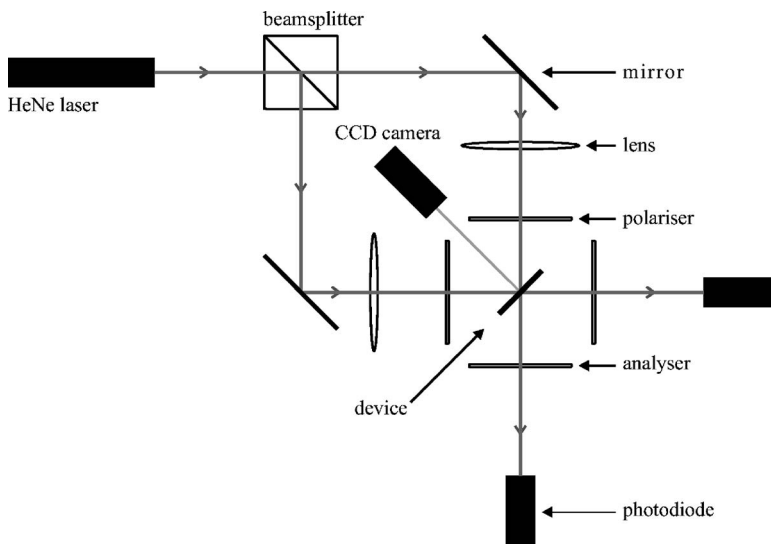 beamsplitter
mirror
HeNe laser
CCD camera
lens
polariser
analyser
device
photodiode